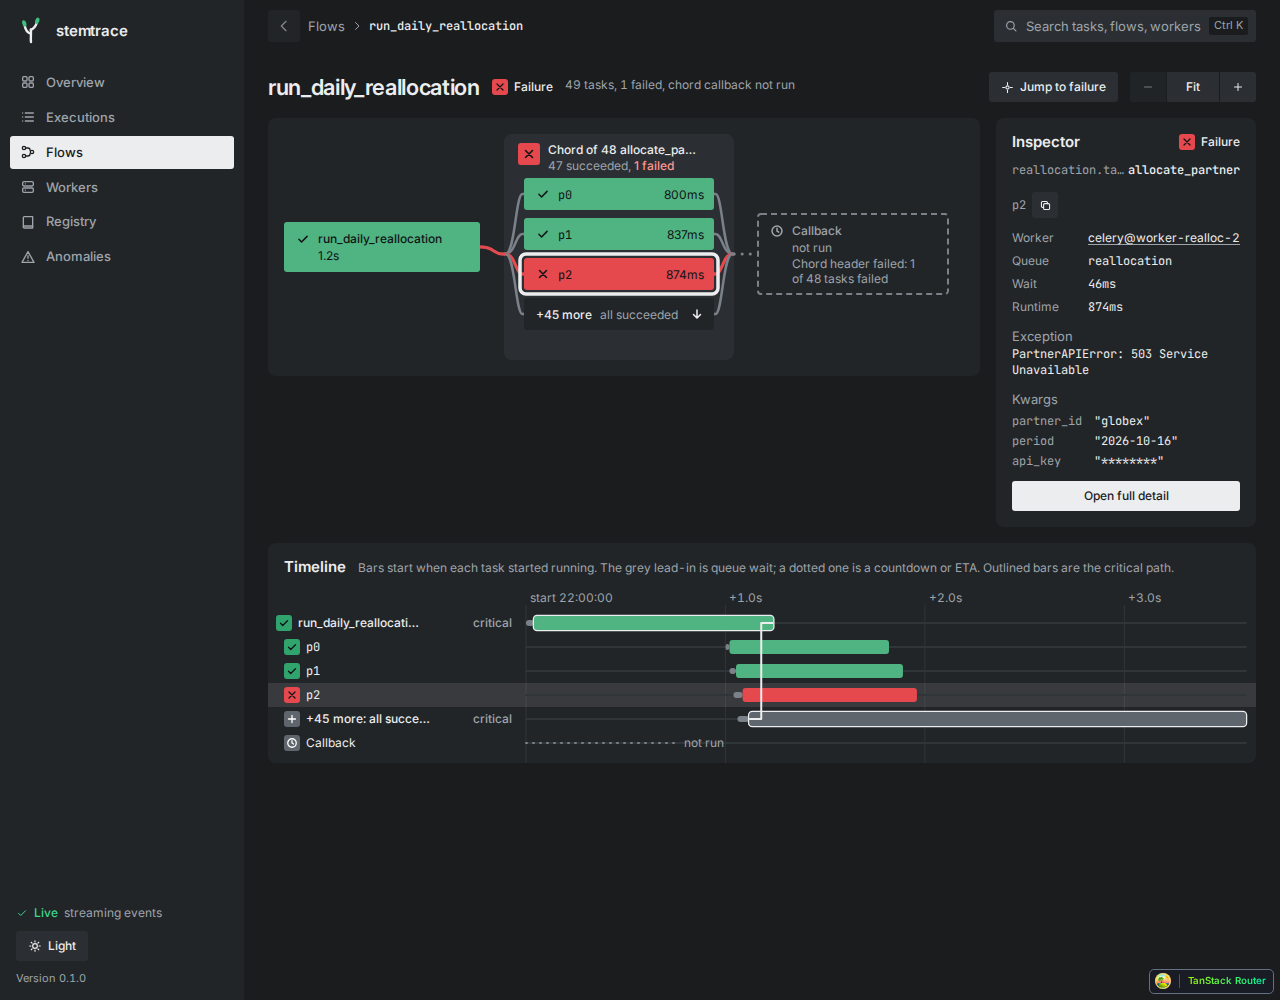 stemtrace
Overview
Executions
Flows
Workers
Registry
Anomalies
Live streaming events
Light
Version 0.1.0
Flows > run_daily_reallocation
Search tasks, flows, workers Ctrl K
run_daily_reallocation Failure 49 tasks, 1 failed, chord callback not run
Jump to failure − Fit +
run_daily_reallocation
1.2s
Chord of 48 allocate_pa…
47 succeeded, 1 failed
p0 800ms
p1 837ms
p2 874ms
+45 more all succeeded
Callback
not run
Chord header failed: 1
of 48 tasks failed
Inspector Failure
reallocation.ta… allocate_partner
p2
Worker celery@worker-realloc-2
Queue reallocation
Wait 46ms
Runtime 874ms
Exception
PartnerAPIError: 503 Service
Unavailable
Kwargs
partner_id "globex"
period "2026-10-16"
api_key "********"
Open full detail
Timeline Bars start when each task started running. The grey lead-in is queue wait; a dotted one is a countdown or ETA. Outlined bars are the critical path.
start 22:00:00 +1.0s +2.0s +3.0s
run_daily_reallocati… critical
p0
p1
p2
+45 more: all succe… critical
Callback not run
TanStack Router